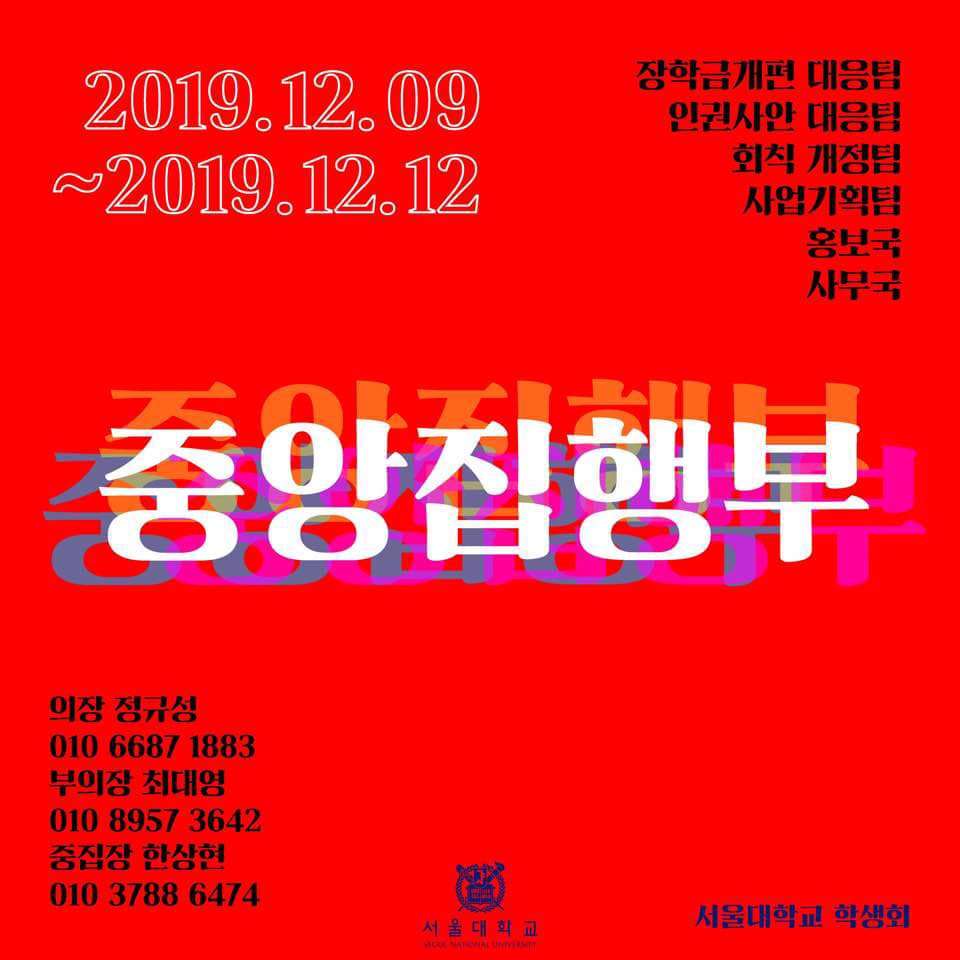 2019.12.09
~2019.12.12
장학금개편 대응팀
인권사안 대응팀
회칙 개정팀
사업기획팀
홍보국
사무국
중앙집행부
의장 정규성
010 6687 1883
부의장 최대영
010 8957 3642
중집장 한상현
010 3788 6474
서울대학교
SEOUL NATIONAL UNIVERSITY
서울대학교 학생회